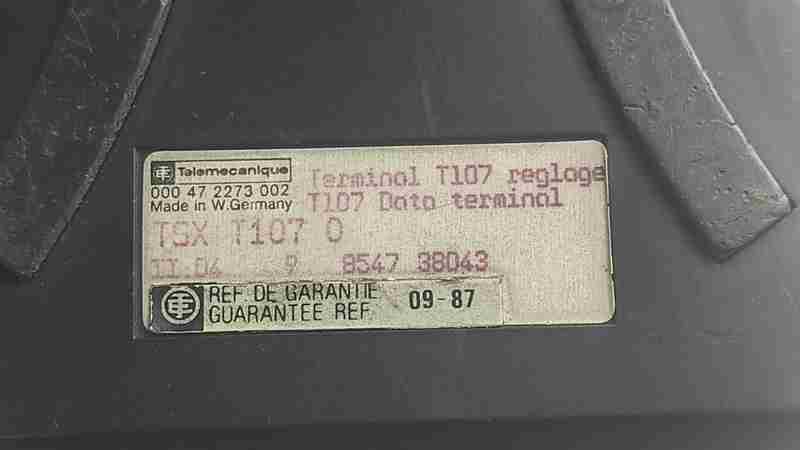 Telemecanique
000 47 2273 002
Made in W.Germany
Terminal T107 reglage
T107 Data terminal
TSX T107 0
II.04 9 8547 38043
REF. DE GARANTIE
GUARANTEE REF.
09-87